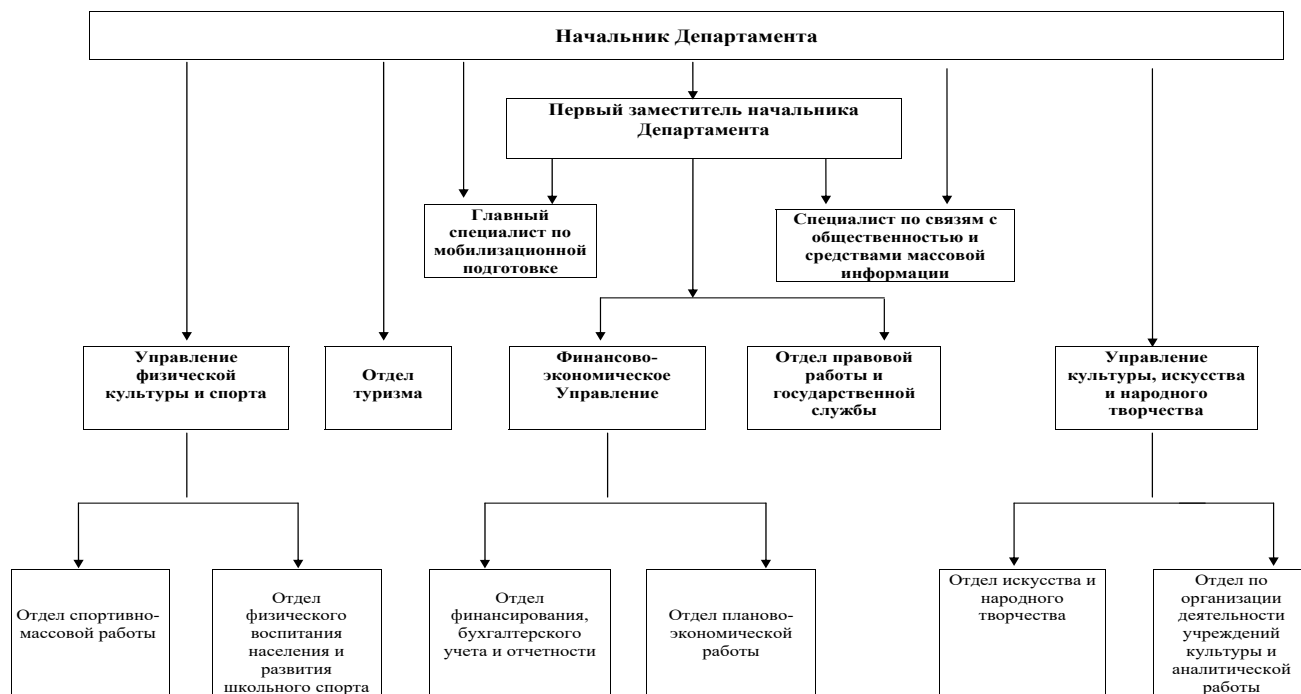 Начальник Департамента
Первый заместитель начальника
Департамента
Главный
специалист по
мобилизационной
подготовке
Специалист по связям с
общественностью и
средствами массовой
информации
Управление
физической
культуры и спорта
Отдел
туризма
Финансово-
экономическое
Управление
Отдел правовой
работы и
государственной
службы
Управление
культуры, искусства
и народного
творчества
Отдел спортивно-
массовой работы
Отдел
физического
воспитания
населения и
развития
школьного спорта
Отдел
финансирования,
бухгалтерского
учета и отчетности
Отдел планово-
экономической
работы
Отдел искусства и
народного
творчества
Отдел по
организации
деятельности
учреждений
культуры и
аналитической
работы